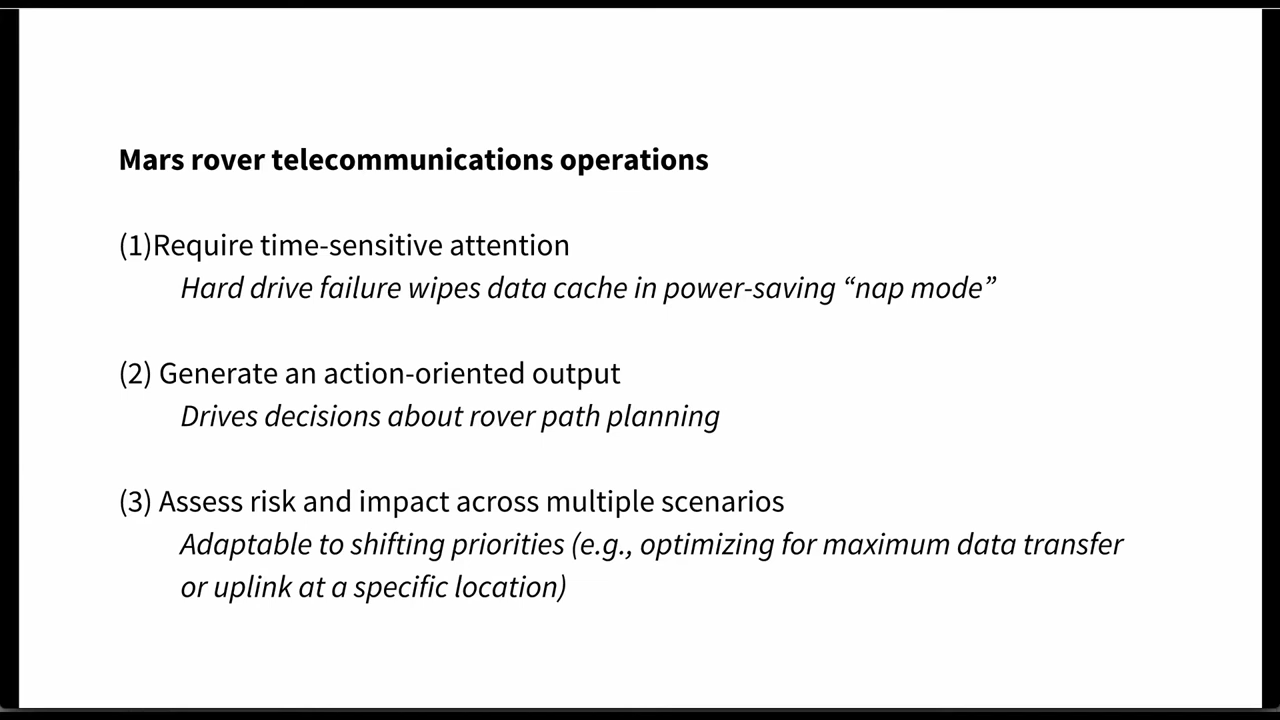 Mars rover telecommunications operations
(1)Require time-sensitive attention
Hard drive failure wipes data cache in power-saving “nap mode”
(2) Generate an action-oriented output
Drives decisions about rover path planning
(3) Assess risk and impact across multiple scenarios
Adaptable to shifting priorities (e.g., optimizing for maximum data transfer
or uplink at a specific location)